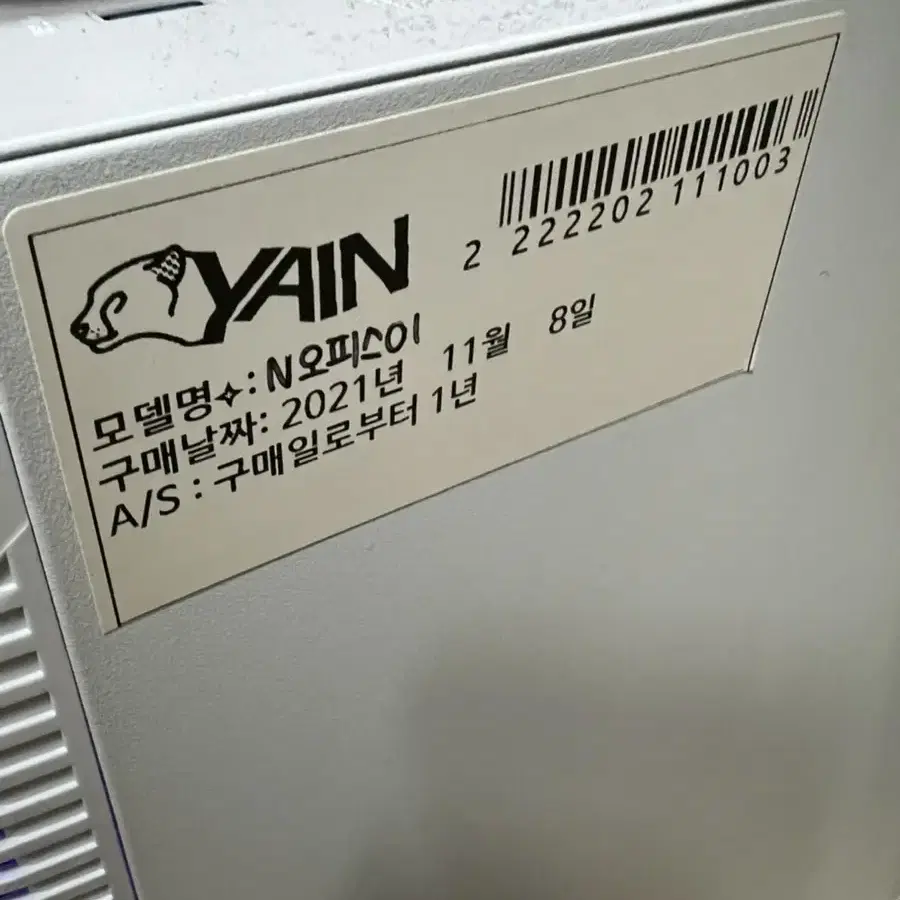 YAIN
2 222202 111003
모델명✧: N오피스이
구매날짜: 2021년 11월 8일
A/S : 구매일로부터 1년